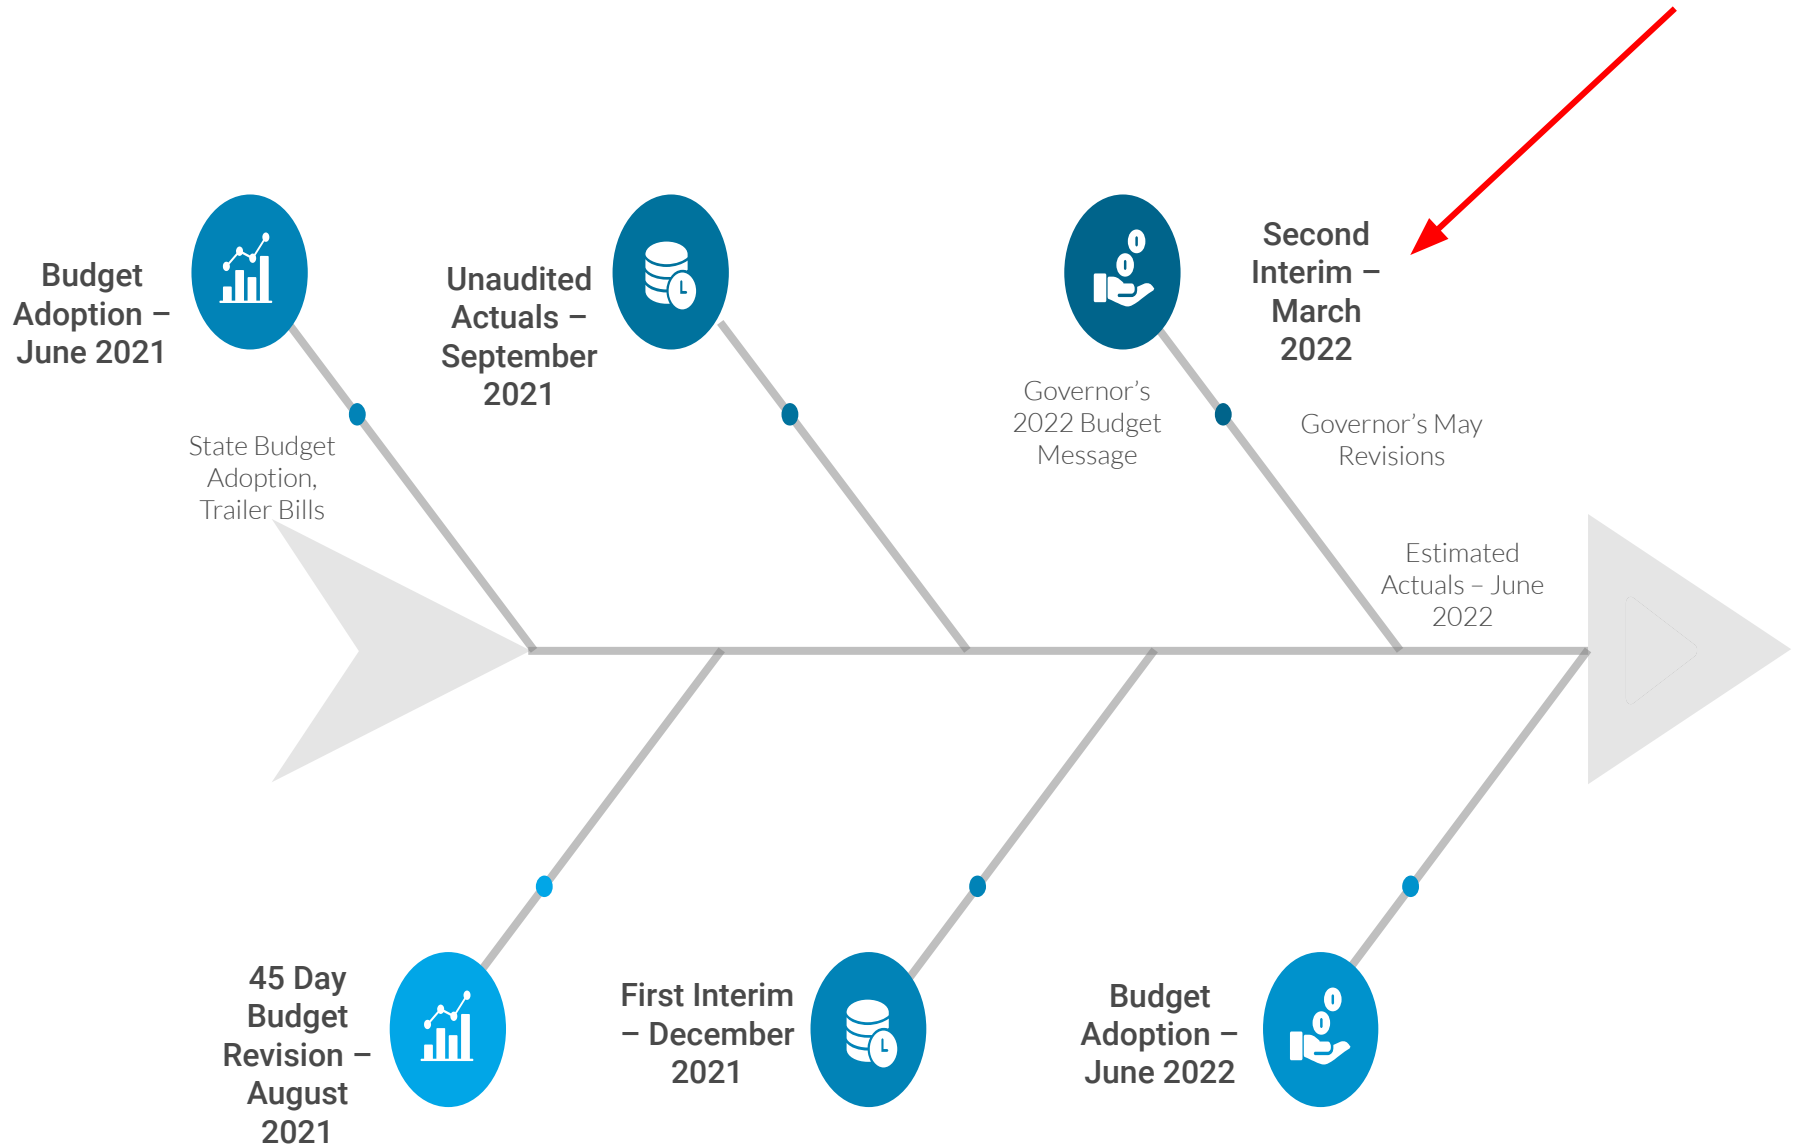 Budget
Adoption –
June 2021
State Budget
Adoption,
Trailer Bills
Unaudited
Actuals –
September
2021
Governor's
2022 Budget
Message
Second
Interim –
March
2022
Governor's May
Revisions
Estimated
Actuals – June
2022
45 Day
Budget
Revision –
August
2021
First Interim
– December
2021
Budget
Adoption –
June 2022